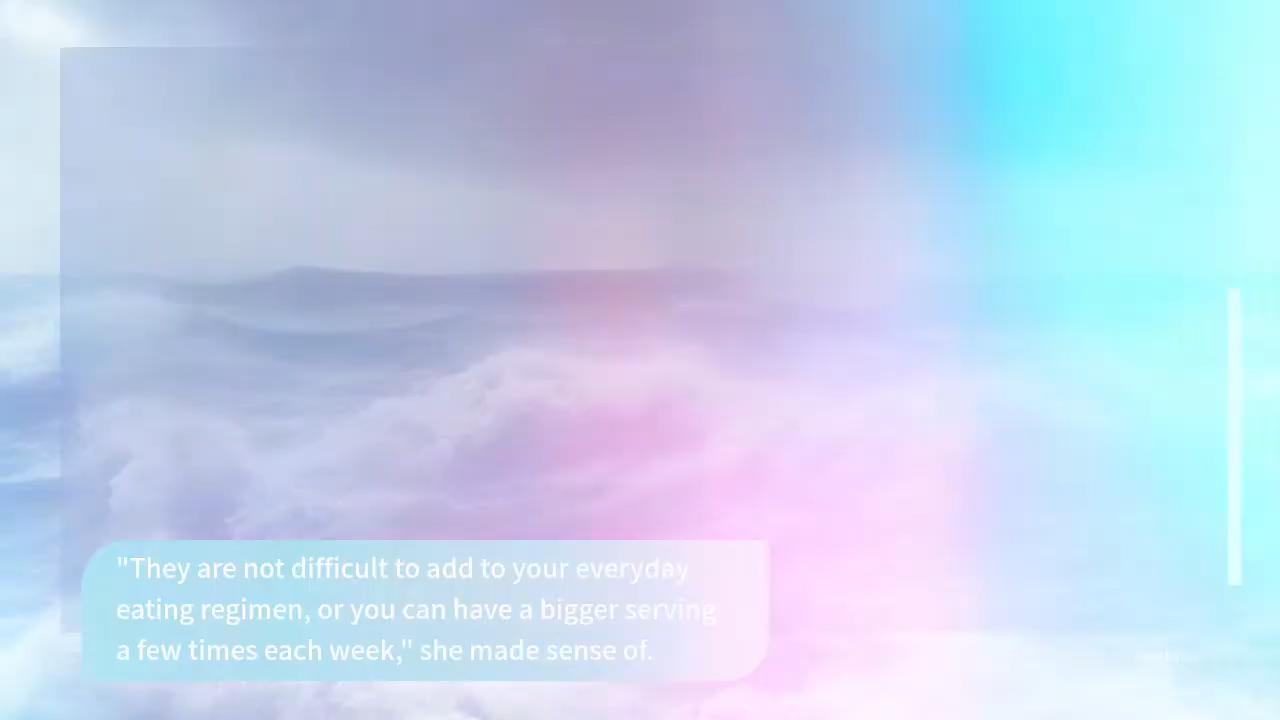 "They are not difficult to add to your everyday
eating regimen, or you can have a bigger serving
a few times each week," she made sense of.